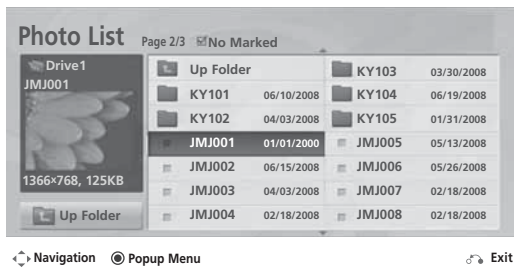 Photo List Page 2/3 No Marked
Drive1
JMJ001
1366×768, 125KB
Up Folder
Up Folder
KY101 06/10/2008
KY102 04/03/2008
JMJ001 01/01/2000
JMJ002 06/15/2008
JMJ003 04/03/2008
JMJ004 02/18/2008
KY103 03/30/2008
KY104 06/19/2008
KY105 01/31/2008
JMJ005 05/13/2008
JMJ006 05/26/2008
JMJ007 02/18/2008
JMJ008 02/18/2008
Navigation Popup Menu Exit